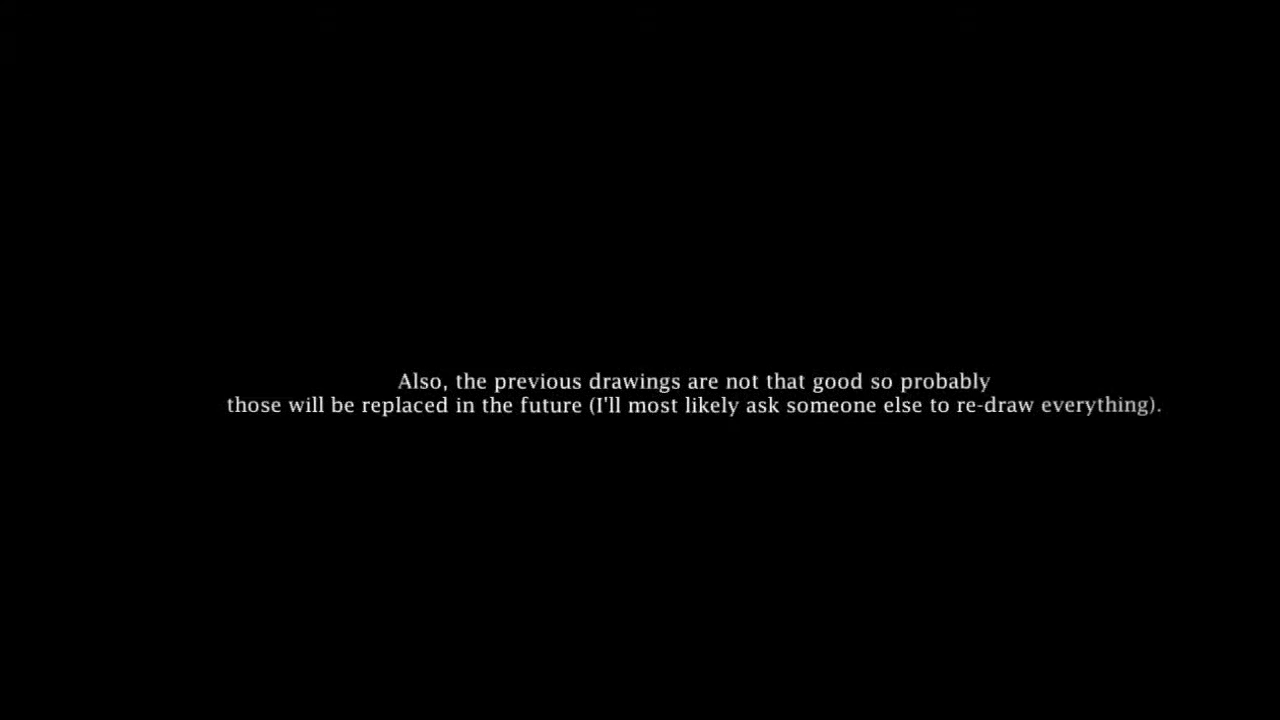 Also, the previous drawings are not that good so probably
those will be replaced in the future (I'll most likely ask someone else to re-draw everything).